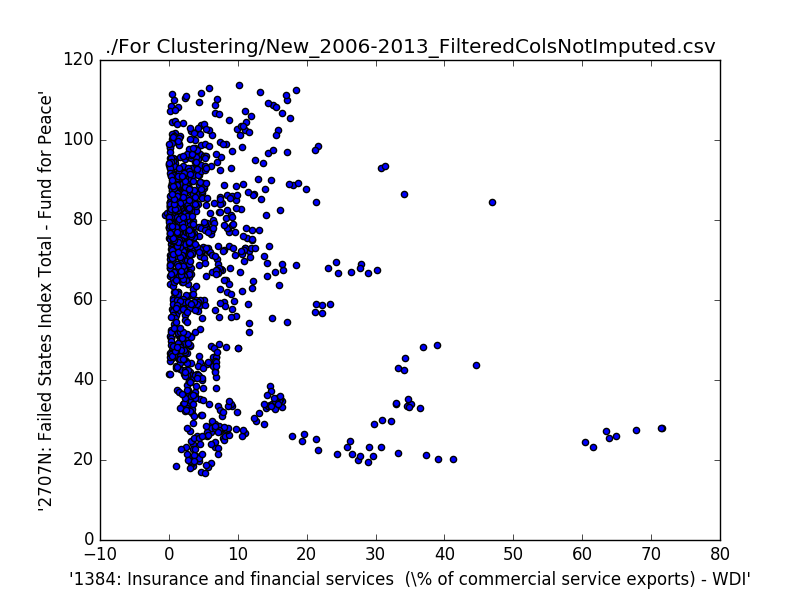 ./For Clustering/New_2006-2013_FilteredColsNotImputed.csv
120
100
80
60
40
20
0
'2707N: Failed States Index Total - Fund for Peace'
−10 0 10 20 30 40 50 60 70 80
'1384: Insurance and financial services  (\% of commercial service exports) - WDI'